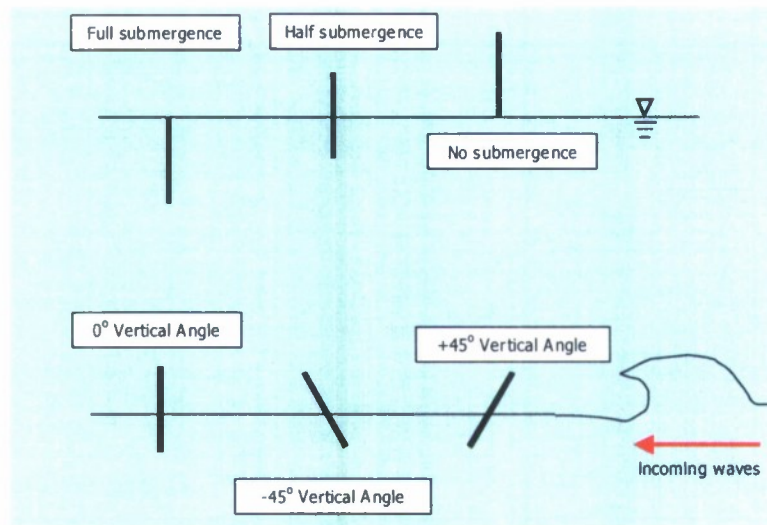 Full submergence
Half submergence
No submergence
0° Vertical Angle
+45° Vertical Angle
-45° Vertical Angle
Incoming waves